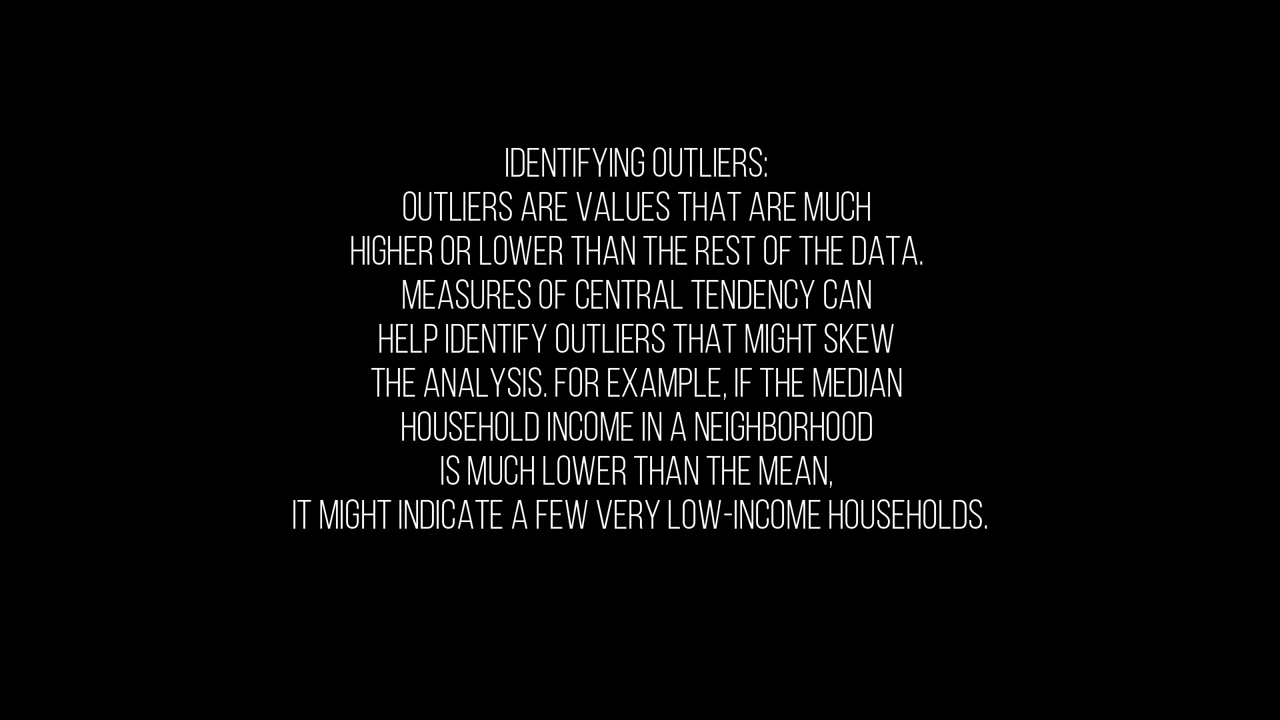 IDENTIFYING OUTLIERS:
OUTLIERS ARE VALUES THAT ARE MUCH
HIGHER OR LOWER THAN THE REST OF THE DATA.
MEASURES OF CENTRAL TENDENCY CAN
HELP IDENTIFY OUTLIERS THAT MIGHT SKEW
THE ANALYSIS. FOR EXAMPLE, IF THE MEDIAN
HOUSEHOLD INCOME IN A NEIGHBORHOOD
IS MUCH LOWER THAN THE MEAN,
IT MIGHT INDICATE A FEW VERY LOW-INCOME HOUSEHOLDS.